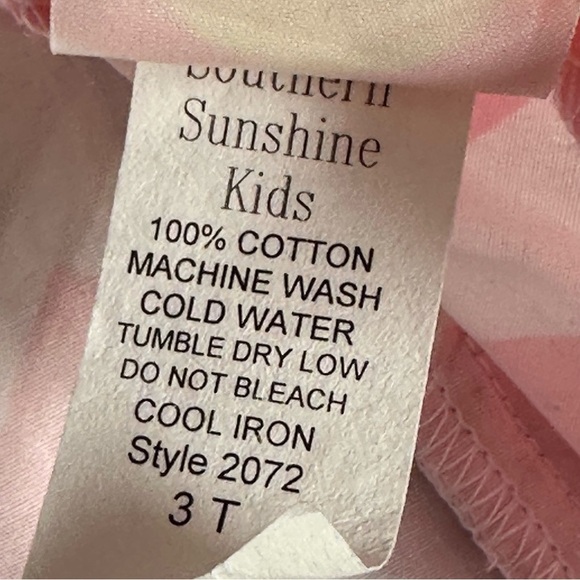 Southern
Sunshine
Kids
100% COTTON
MACHINE WASH
COLD WATER
TUMBLE DRY LOW
DO NOT BLEACH
COOL IRON
Style 2072
3 T